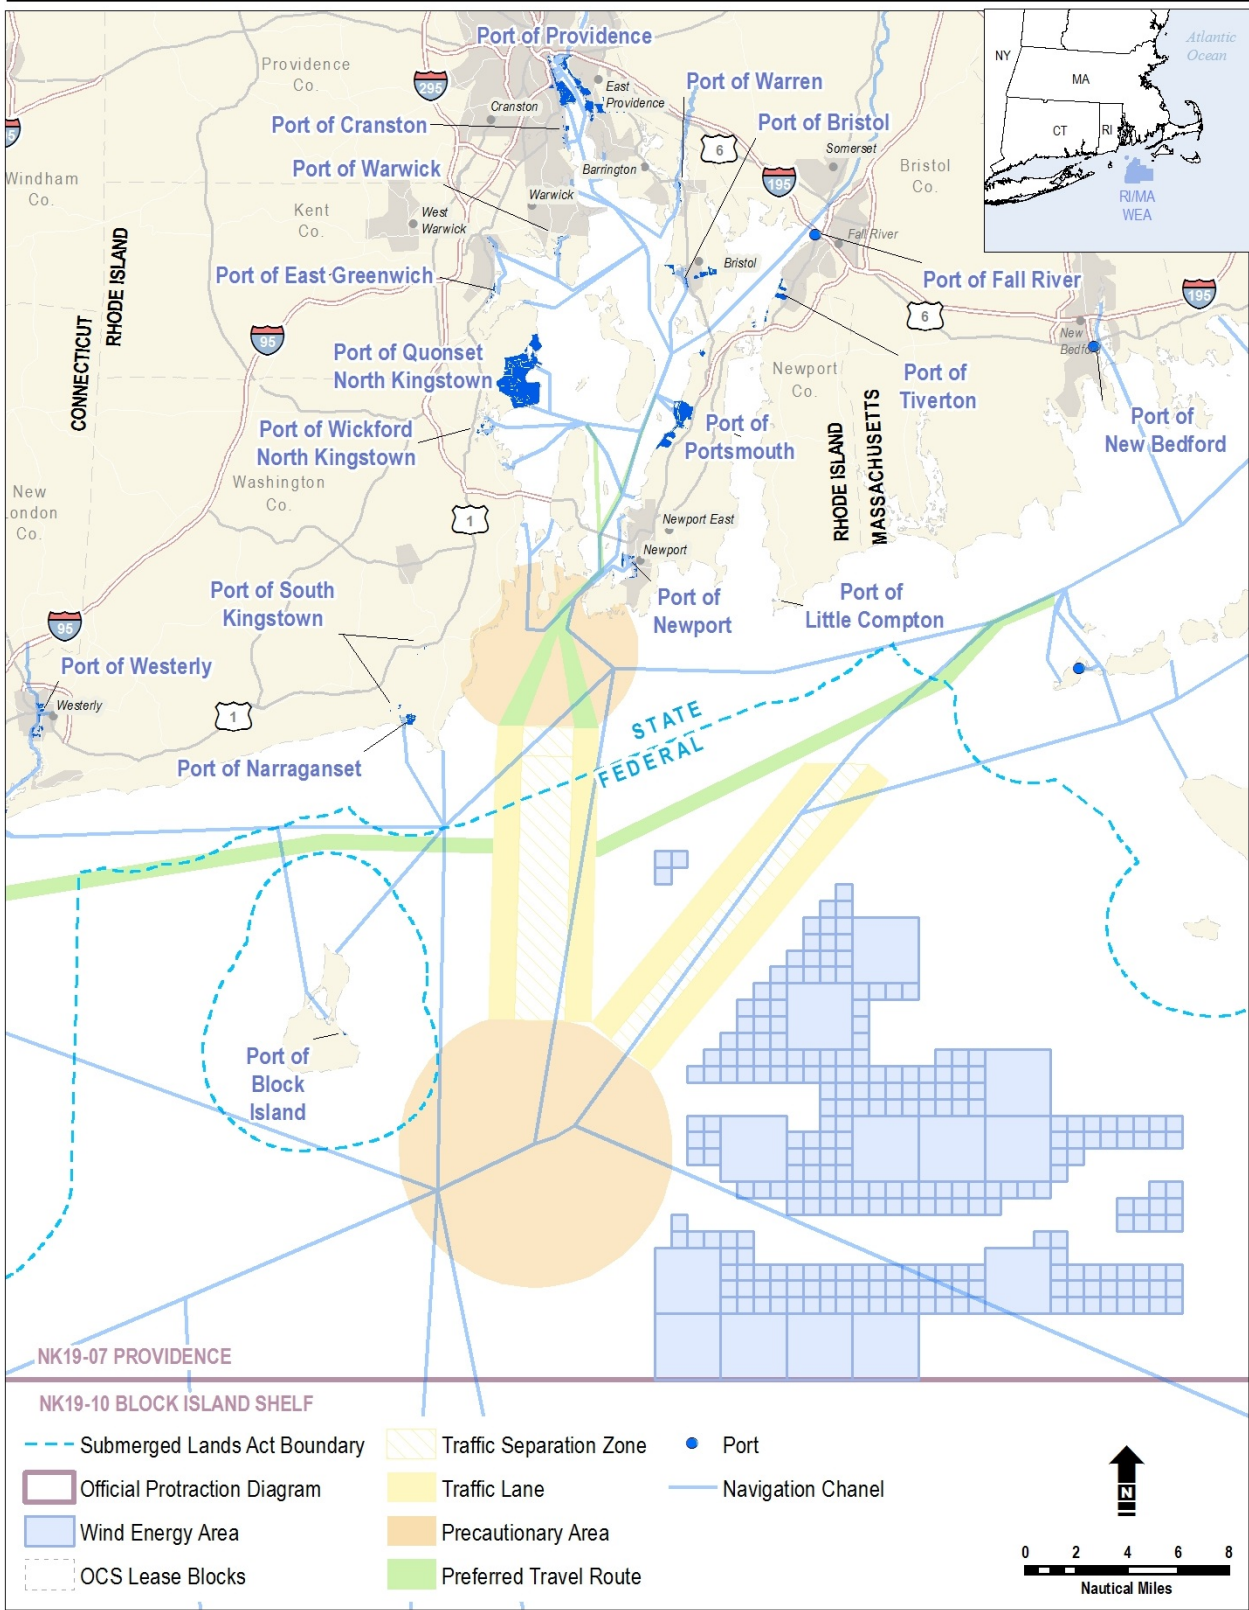 Port of Providence
Providence
Co.
295
Cranston
East
Providence
Port of Warren
Port of Cranston
Port of Bristol
6
Somerset
Bristol
Co.
Port of Warwick
Barrington
195
Windham
Co.
Kent
Co.
West
Warwick
Warwick
Fall River
Port of East Greenwich
Bristol
Port of Fall River
195
6
CONNECTICUT
RHODE ISLAND
95
New
Bedford
Port of Quonset
North Kingstown
Newport
Co.
Port of
Tiverton
Port of
New Bedford
Port of Wickford
North Kingstown
Port of
Portsmouth
RHODE ISLAND
MASSACHUSETTS
Washington
Co.
New
London
Co.
1
Newport East
Newport
Port of South
Kingstown
Port of
Newport
Port of
Little Compton
95
Port of Westerly
Westerly
1
STATE
FEDERAL
Port of Narraganset
Port of
Block
Island
NY
MA
CT
RI
Atlantic
Ocean
RI/MA
WEA
NK19-07 PROVIDENCE
NK19-10 BLOCK ISLAND SHELF
Submerged Lands Act Boundary
Official Protraction Diagram
Wind Energy Area
OCS Lease Blocks
Traffic Separation Zone
Traffic Lane
Precautionary Area
Preferred Travel Route
Port
Navigation Chanel
N
0 2 4 6 8
Nautical Miles